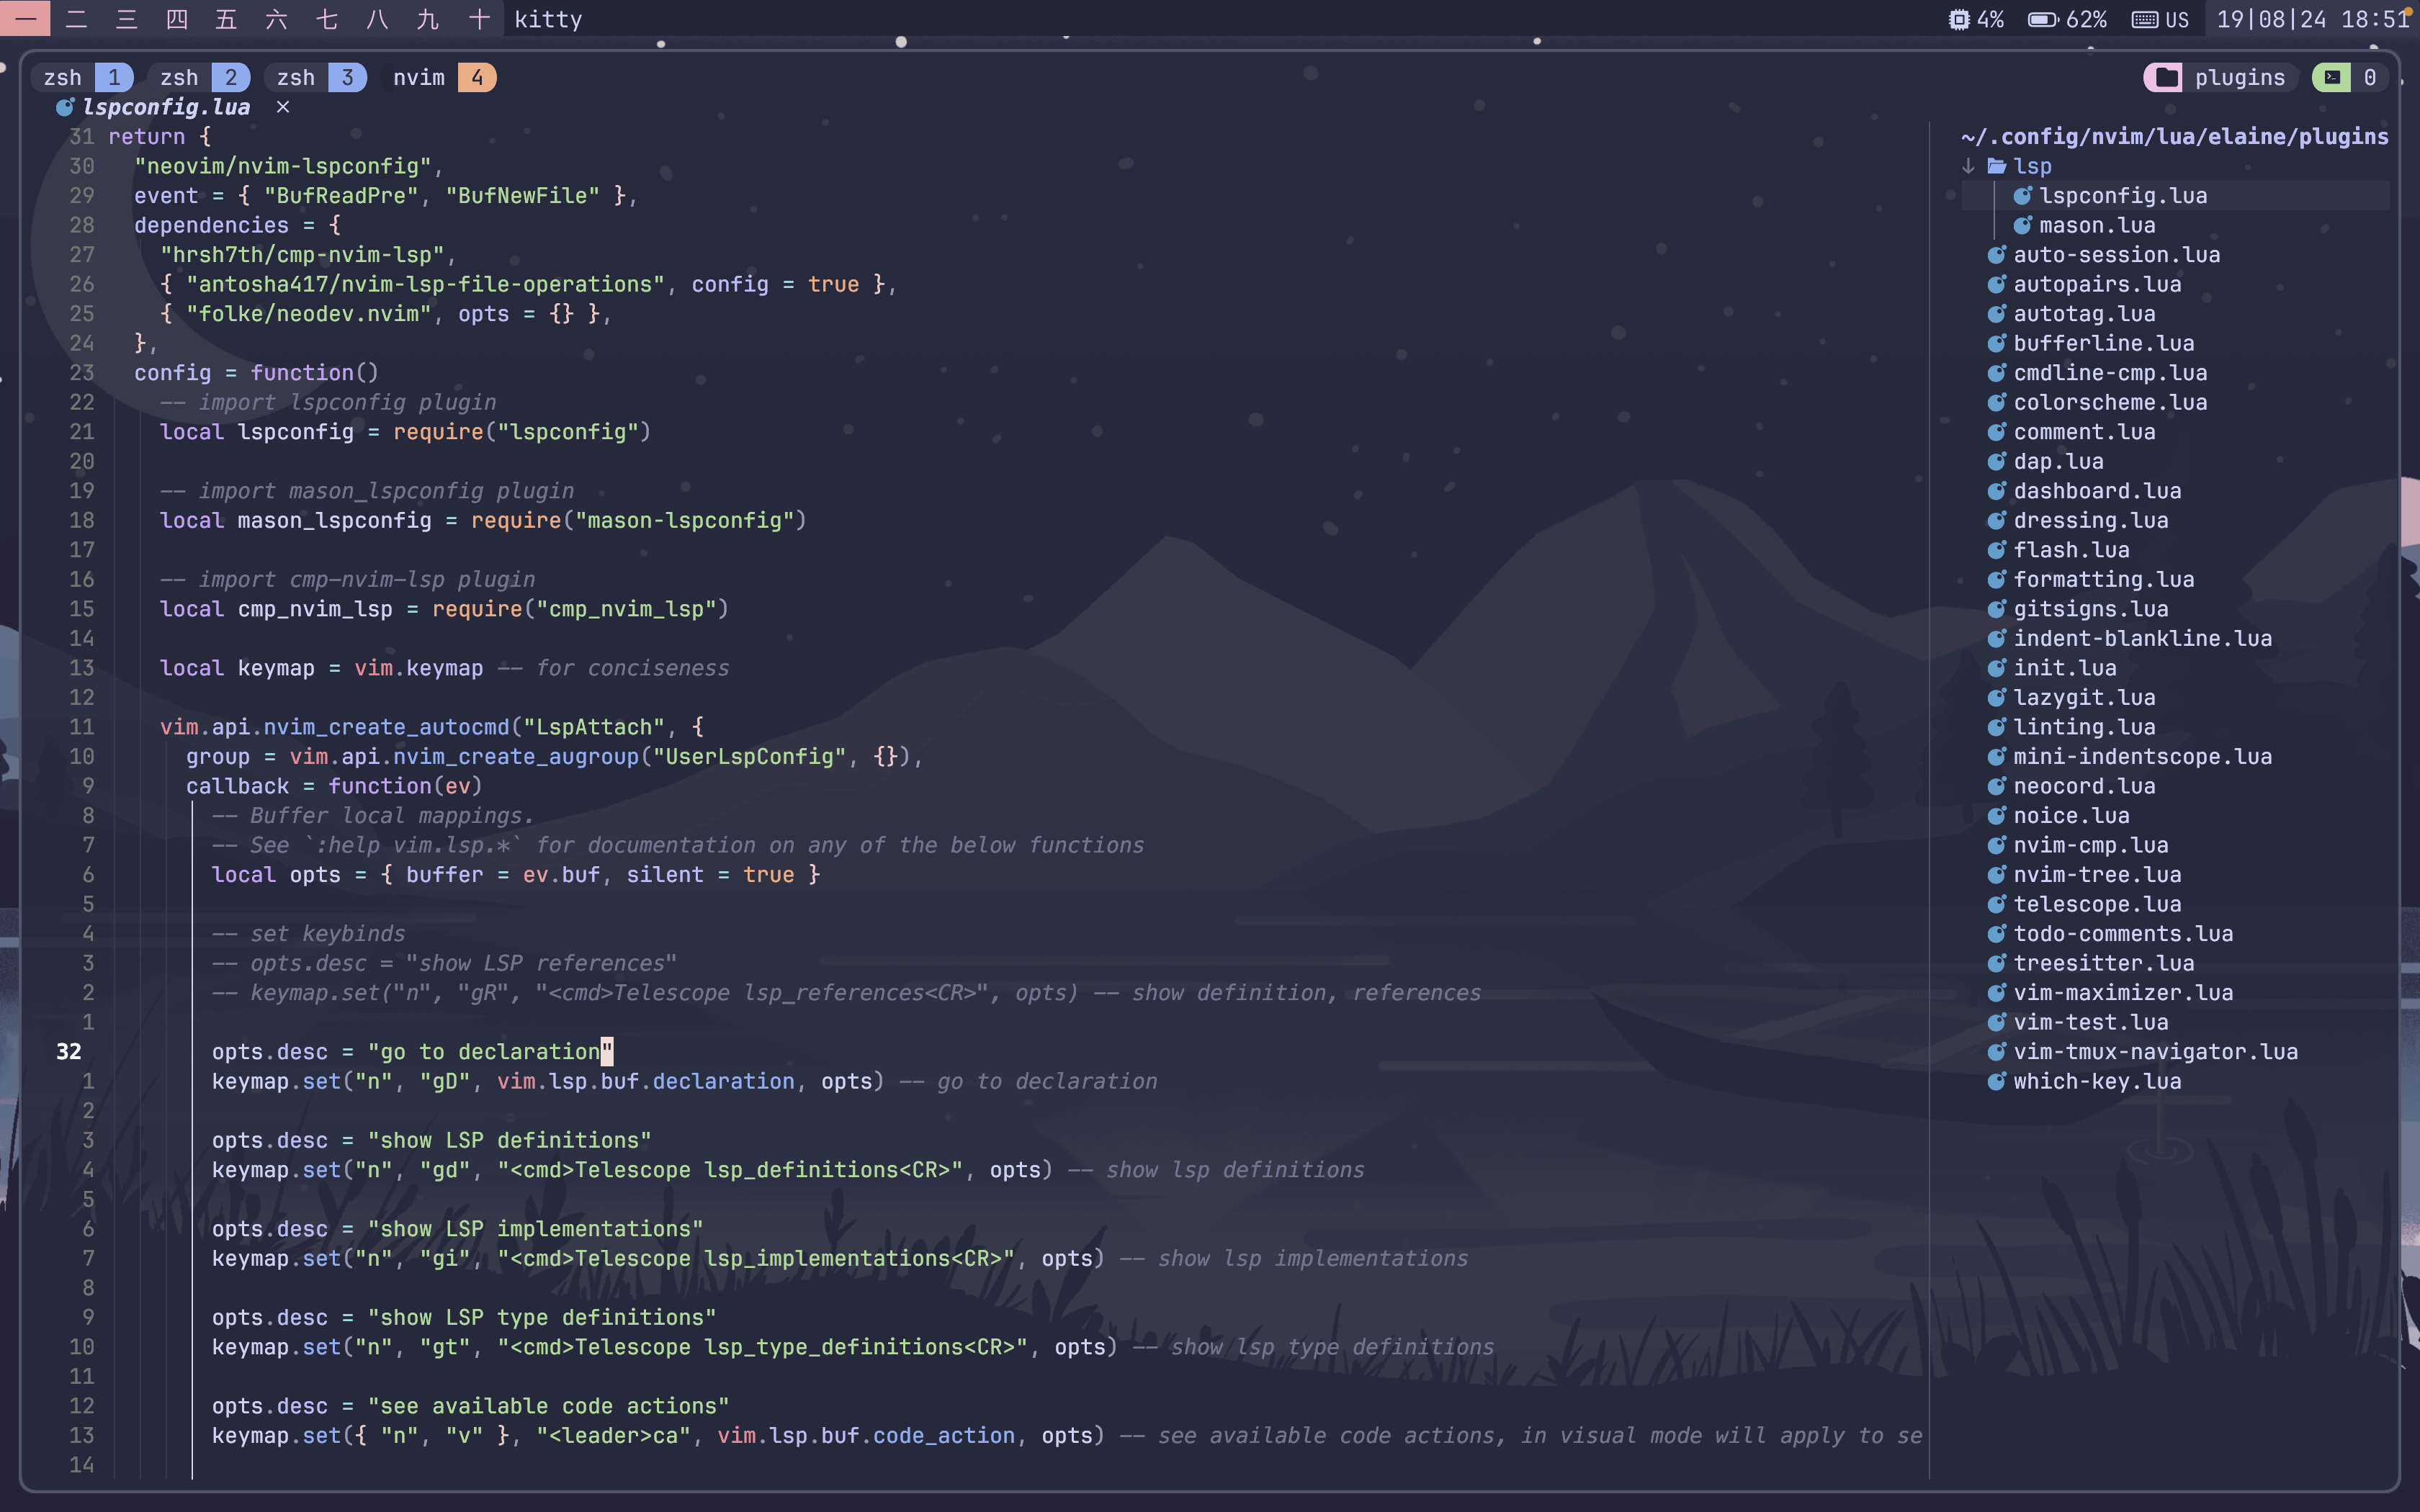 一 二 三 四 五 六 七 八 九 十 kitty 4% 62% US 19|08|24 18:51
zsh 1 zsh 2 zsh 3 nvim 4 plugins 0
lspconfig.lua ×
31 return {
30 "neovim/nvim-lspconfig",
29 event = { "BufReadPre", "BufNewFile" },
28 dependencies = {
27 "hrsh7th/cmp-nvim-lsp",
26 { "antosha417/nvim-lsp-file-operations", config = true },
25 { "folke/neodev.nvim", opts = {} },
24 },
23 config = function()
22 -- import lspconfig plugin
21 local lspconfig = require("lspconfig")
20
19 -- import mason_lspconfig plugin
18 local mason_lspconfig = require("mason-lspconfig")
17
16 -- import cmp-nvim-lsp plugin
15 local cmp_nvim_lsp = require("cmp_nvim_lsp")
14
13 local keymap = vim.keymap -- for conciseness
12
11 vim.api.nvim_create_autocmd("LspAttach", {
10 group = vim.api.nvim_create_augroup("UserLspConfig", {}),
9 callback = function(ev)
8 -- Buffer local mappings.
7 -- See `:help vim.lsp.*` for documentation on any of the below functions
6 local opts = { buffer = ev.buf, silent = true }
5
4 -- set keybinds
3 -- opts.desc = "show LSP references"
2 -- keymap.set("n", "gR", "<cmd>Telescope lsp_references<CR>", opts) -- show definition, references
1
32 opts.desc = "go to declaration"
1 keymap.set("n", "gD", vim.lsp.buf.declaration, opts) -- go to declaration
2
3 opts.desc = "show LSP definitions"
4 keymap.set("n", "gd", "<cmd>Telescope lsp_definitions<CR>", opts) -- show lsp definitions
5
6 opts.desc = "show LSP implementations"
7 keymap.set("n", "gi", "<cmd>Telescope lsp_implementations<CR>", opts) -- show lsp implementations
8
9 opts.desc = "show LSP type definitions"
10 keymap.set("n", "gt", "<cmd>Telescope lsp_type_definitions<CR>", opts) -- show lsp type definitions
11
12 opts.desc = "see available code actions"
13 keymap.set({ "n", "v" }, "<leader>ca", vim.lsp.buf.code_action, opts) -- see available code actions, in visual mode will apply to se
14
~/.config/nvim/lua/elaine/plugins
↓ lsp
lspconfig.lua
mason.lua
auto-session.lua
autopairs.lua
autotag.lua
bufferline.lua
cmdline-cmp.lua
colorscheme.lua
comment.lua
dap.lua
dashboard.lua
dressing.lua
flash.lua
formatting.lua
gitsigns.lua
indent-blankline.lua
init.lua
lazygit.lua
linting.lua
mini-indentscope.lua
neocord.lua
noice.lua
nvim-cmp.lua
nvim-tree.lua
telescope.lua
todo-comments.lua
treesitter.lua
vim-maximizer.lua
vim-test.lua
vim-tmux-navigator.lua
which-key.lua